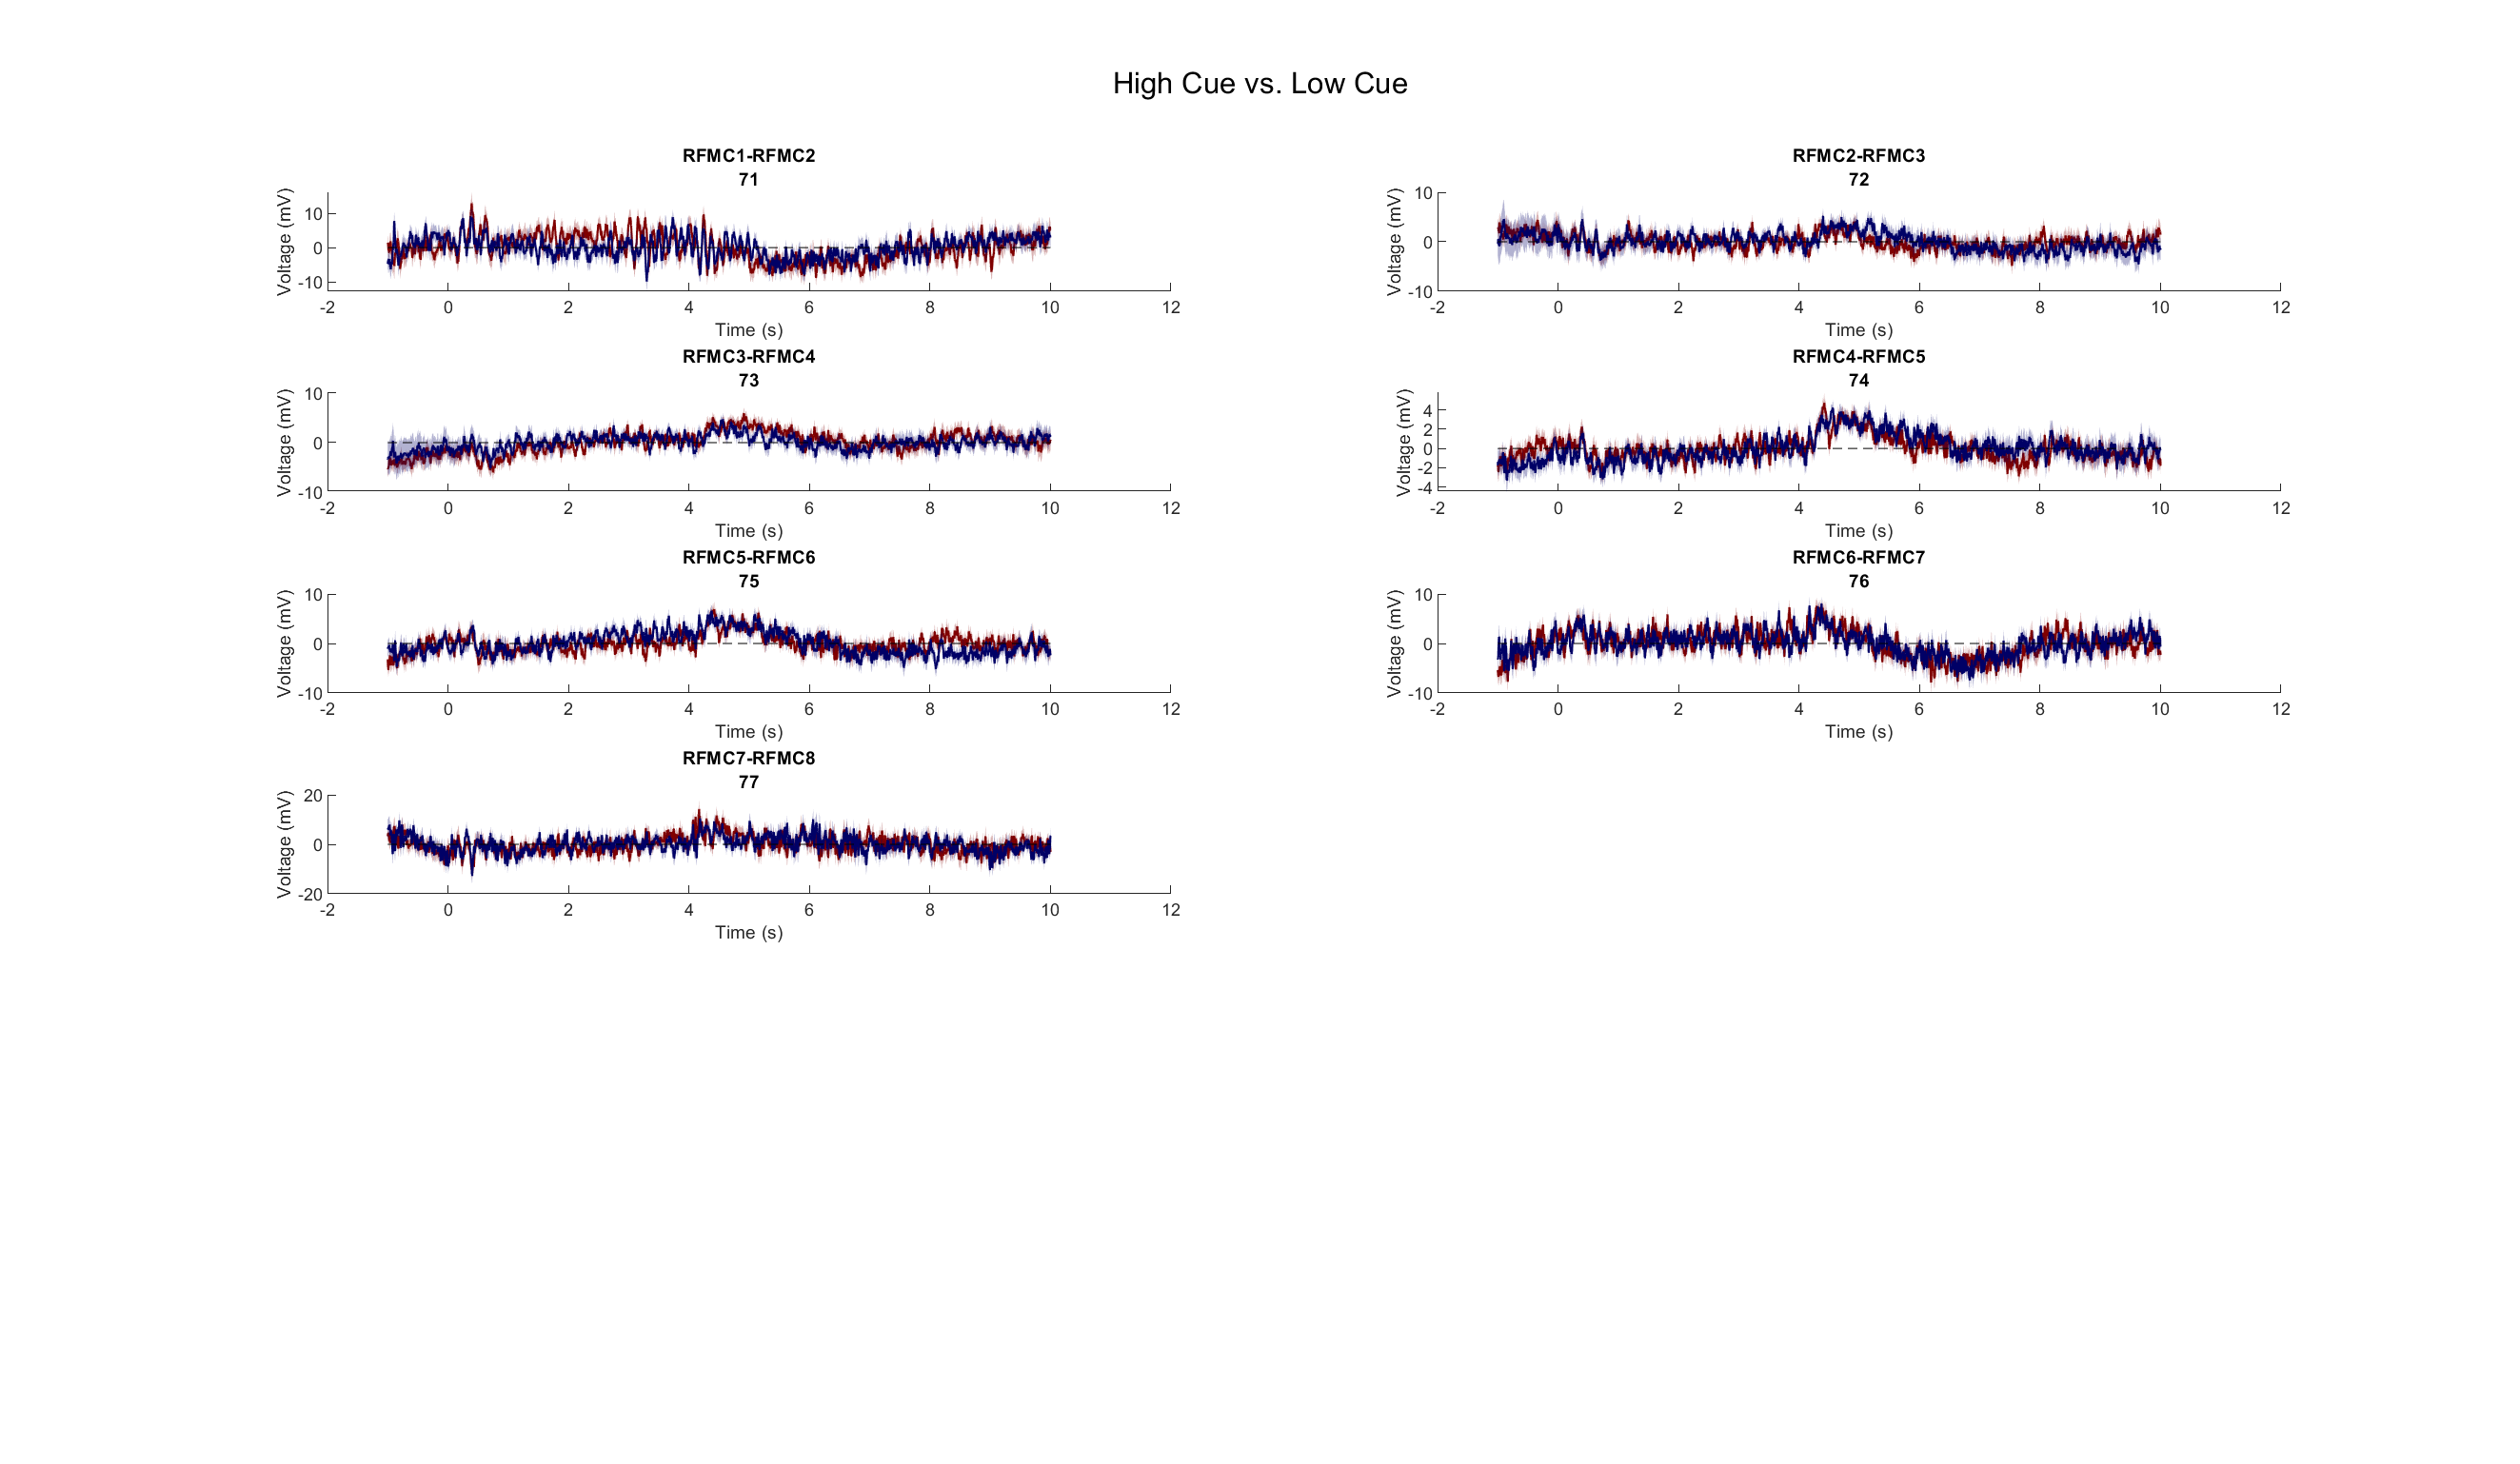 High Cue vs. Low Cue
RFMC1-RFMC2
71
Voltage (mV)
10
0
-10
-2 0 2 4 6 8 10 12
Time (s)
RFMC2-RFMC3
72
Voltage (mV)
10
0
-10
-2 0 2 4 6 8 10 12
Time (s)
RFMC3-RFMC4
73
Voltage (mV)
10
0
-10
-2 0 2 4 6 8 10 12
Time (s)
RFMC4-RFMC5
74
Voltage (mV)
4
2
0
-2
-4
-2 0 2 4 6 8 10 12
Time (s)
RFMC5-RFMC6
75
Voltage (mV)
10
0
-10
-2 0 2 4 6 8 10 12
Time (s)
RFMC6-RFMC7
76
Voltage (mV)
10
0
-10
-2 0 2 4 6 8 10 12
Time (s)
RFMC7-RFMC8
77
Voltage (mV)
20
0
-20
-2 0 2 4 6 8 10 12
Time (s)